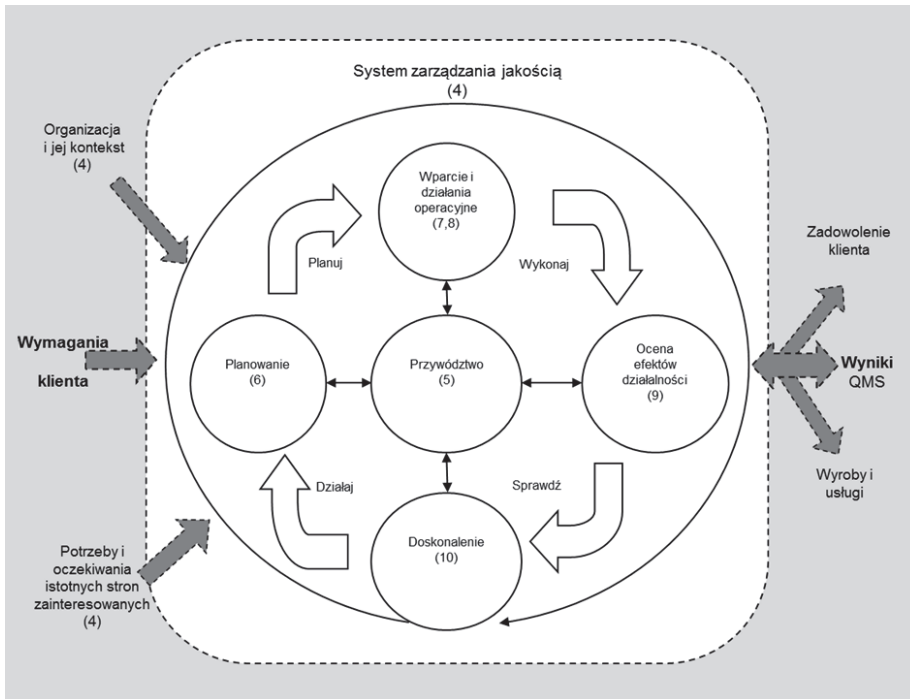 System zarządzania jakością
(4)
Organizacja
i jej kontekst
(4)
Wparcie i
działania
operacyjne
(7,8)
Planuj
Wykonaj
Zadowolenie
klienta
Wymagania
klienta
Planowanie
(6)
Przywództwo
(5)
Ocena
efektów
działalności
(9)
Wyniki
QMS
Działaj
Sprawdź
Wyroby i
usługi
Doskonalenie
(10)
Potrzeby i
oczekiwania
istotnych stron
zainteresowanych
(4)